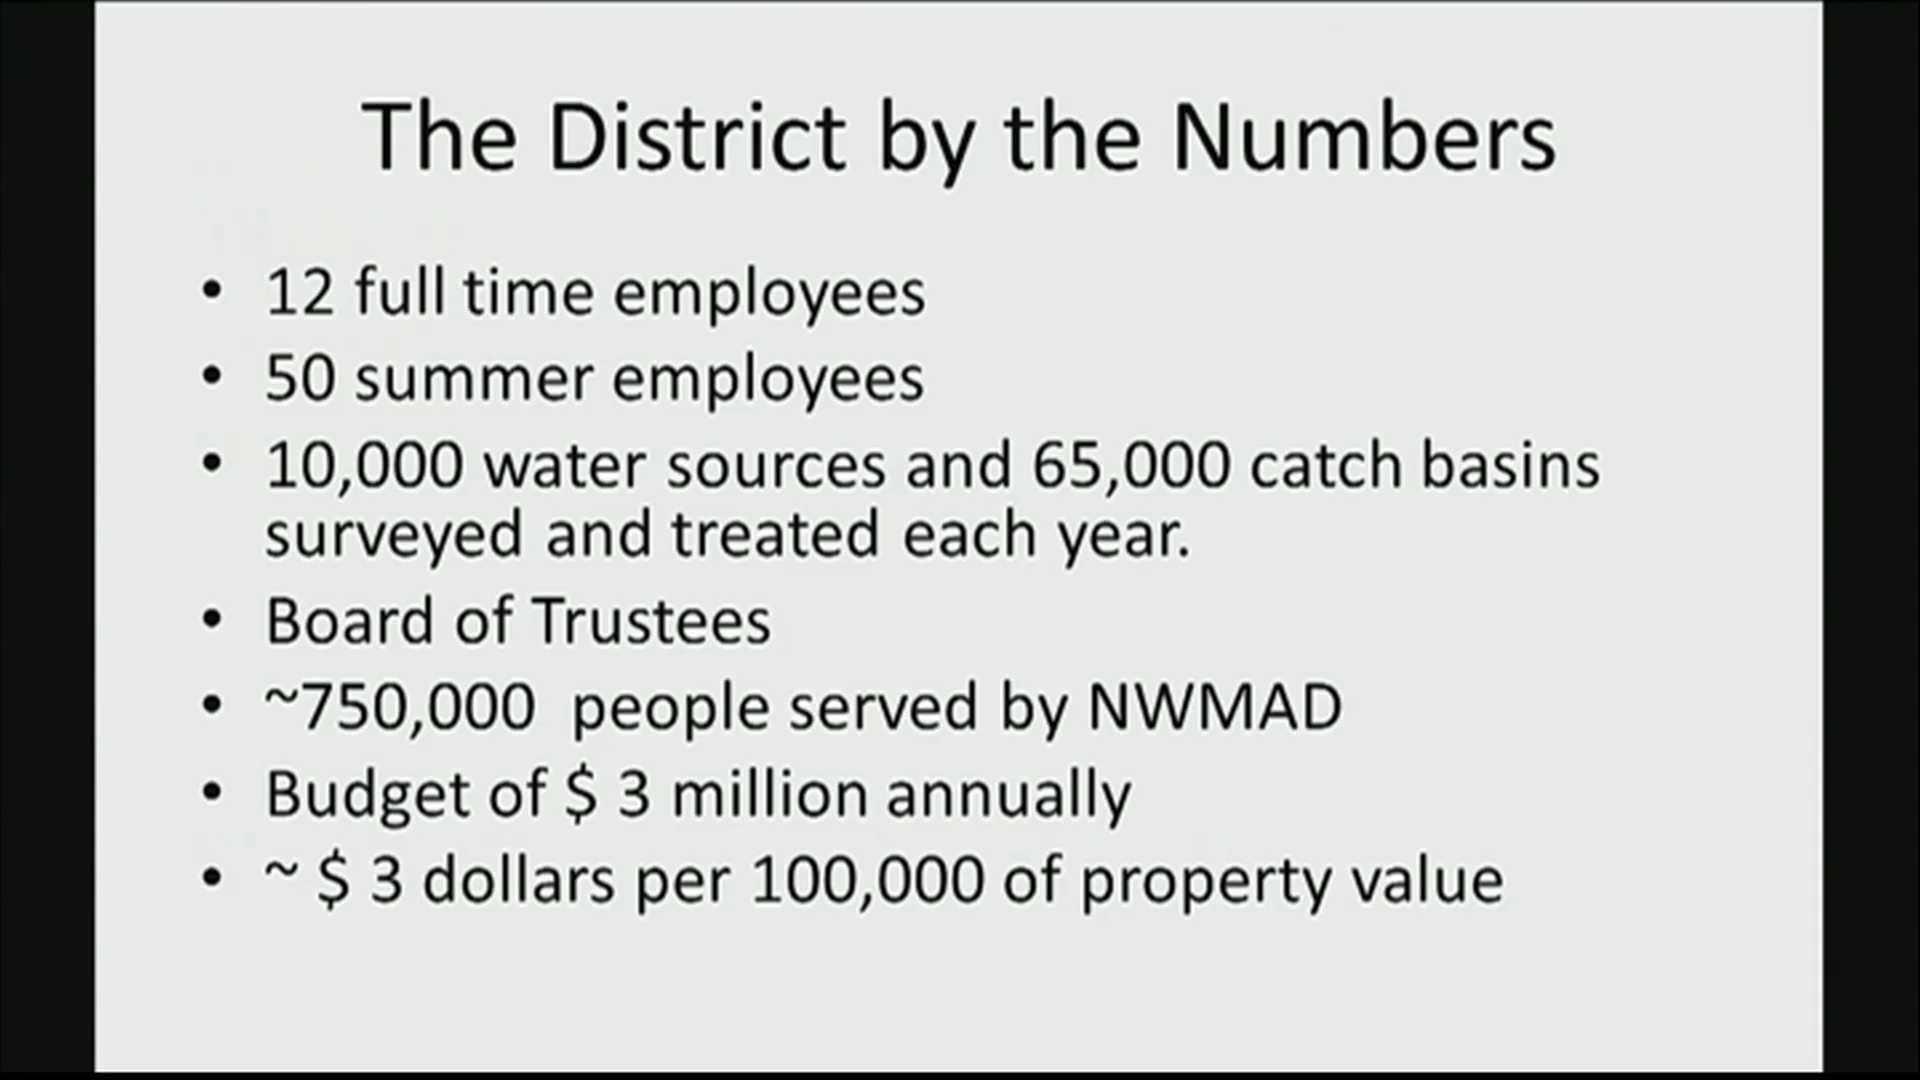 The District by the Numbers
• 12 full time employees
• 50 summer employees
• 10,000 water sources and 65,000 catch basins
surveyed and treated each year.
• Board of Trustees
• ~750,000  people served by NWMAD
• Budget of $ 3 million annually
• ~ $ 3 dollars per 100,000 of property value